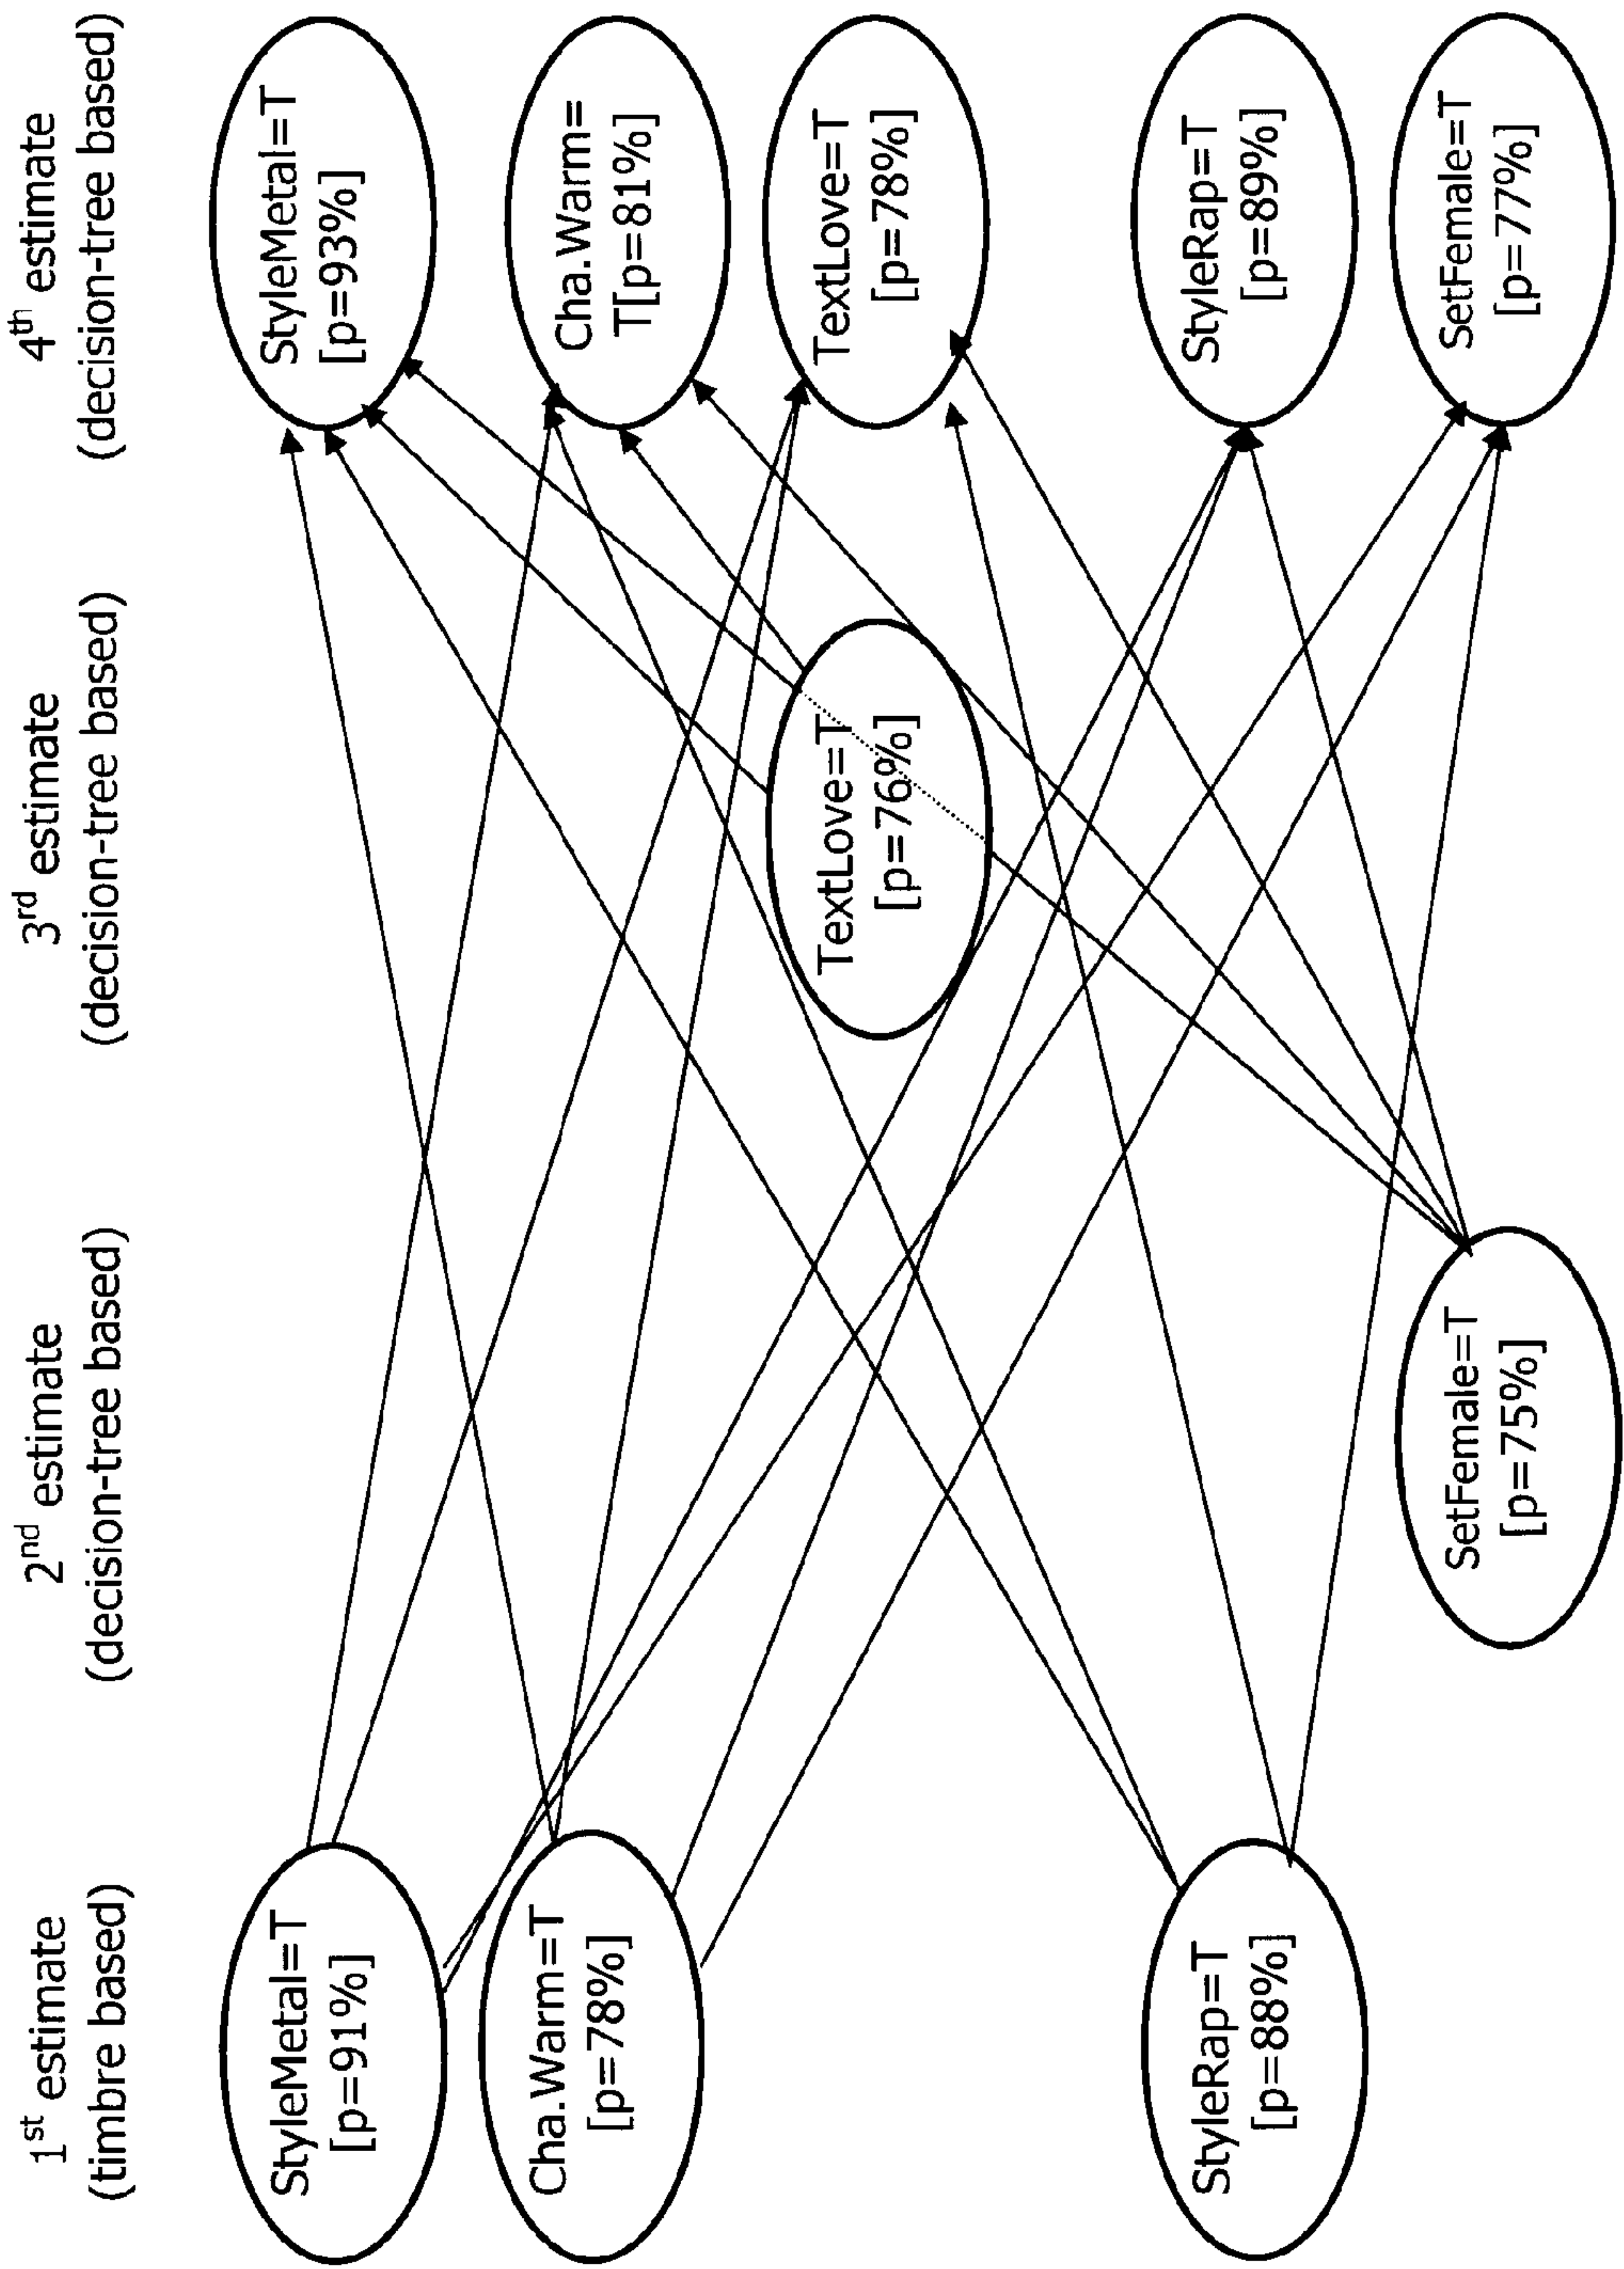 1st estimate
(timbre based)
2nd estimate
(decision-tree based)
3rd estimate
(decision-tree based)
4th estimate
(decision-tree based)
StyleMetal=T
[p=91%]
Cha.Warm=T
[p=78%]
StyleRap=T
[p=88%]
SetFemale=T
[p=75%]
TextLove=T
[p=76%]
StyleMetal=T
[p=93%]
Cha.Warm=
T[p=81%]
TextLove=T
[p=78%]
StyleRap=T
[p=89%]
SetFemale=T
[p=77%]